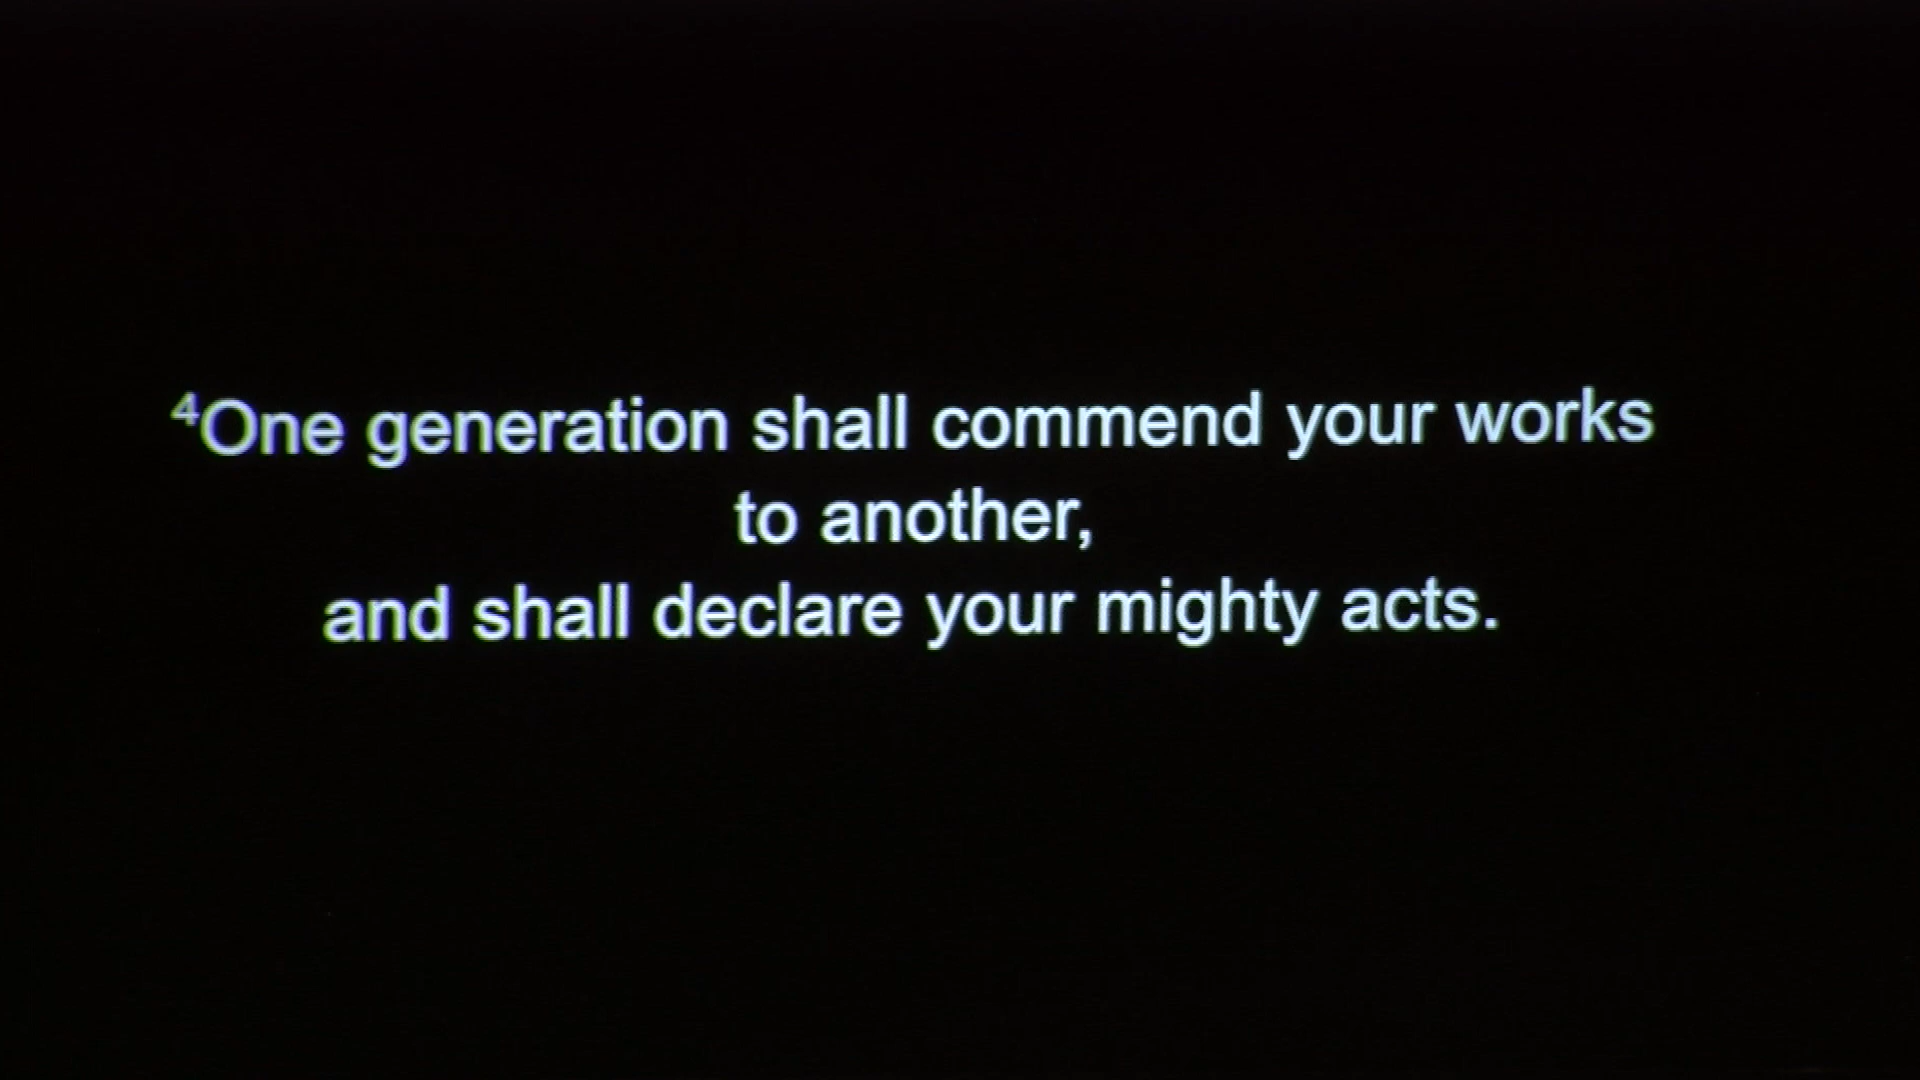 ⁴One generation shall commend your works
to another,
and shall declare your mighty acts.